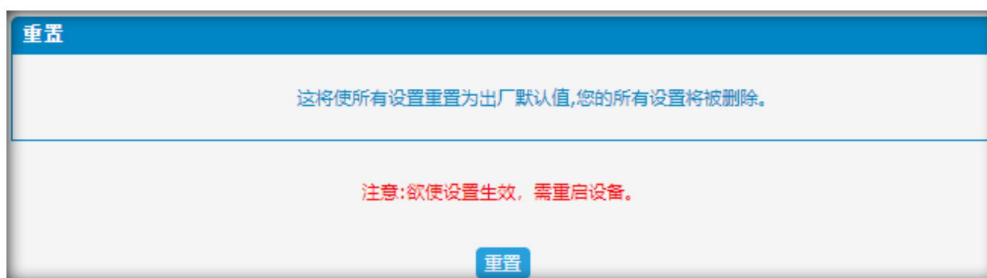 重置
这将使所有设置重置为出厂默认值,您的所有设置将被删除。
注意:欲使设置生效，需重启设备。
重置